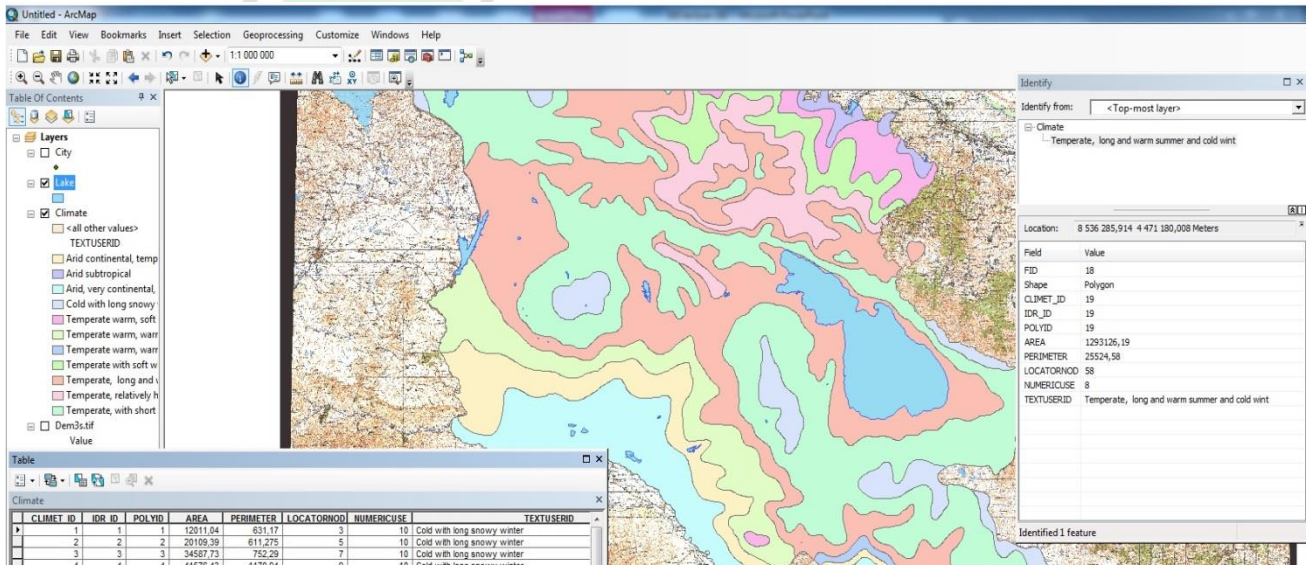 Untitled - ArcMap
File Edit View Bookmarks Insert Selection Geoprocessing Customize Windows Help
1:1 000 000
Table Of Contents
Layers
City
Lake
Climate
<all other values>
TEXTUSERID
Arid continental, temp
Arid subtropical
Arid, very continental,
Cold with long snowy
Temperate warm, soft
Temperate warm, warr
Temperate warm, warr
Temperate with soft w
Temperate, long and v
Temperate, relatively h
Temperate, with short
Dem3s.tif
Value
Identify
Identify from: <Top-most layer>
Climate
Temperate, long and warm summer and cold wint
Location: 8 536 285,914 4 471 180,008 Meters
Field Value
FID 18
Shape Polygon
CLIMET_ID 19
IDR_ID 19
POLYID 19
AREA 1293126,19
PERIMETER 25524,58
LOCATORNOD 58
NUMERICUSE 8
TEXTUSERID Temperate, long and warm summer and cold wint
Identified 1 feature
Table
Climate
CLIMET ID IDR ID POLYID AREA PERIMETER LOCATORNOD NUMERICUSE TEXTUSERID
1 1 1 12011,04 631,17 3 10 Cold with long snowy winter
2 2 2 20109,39 611,275 5 10 Cold with long snowy winter
3 3 3 34587,73 752,29 7 10 Cold with long snowy winter